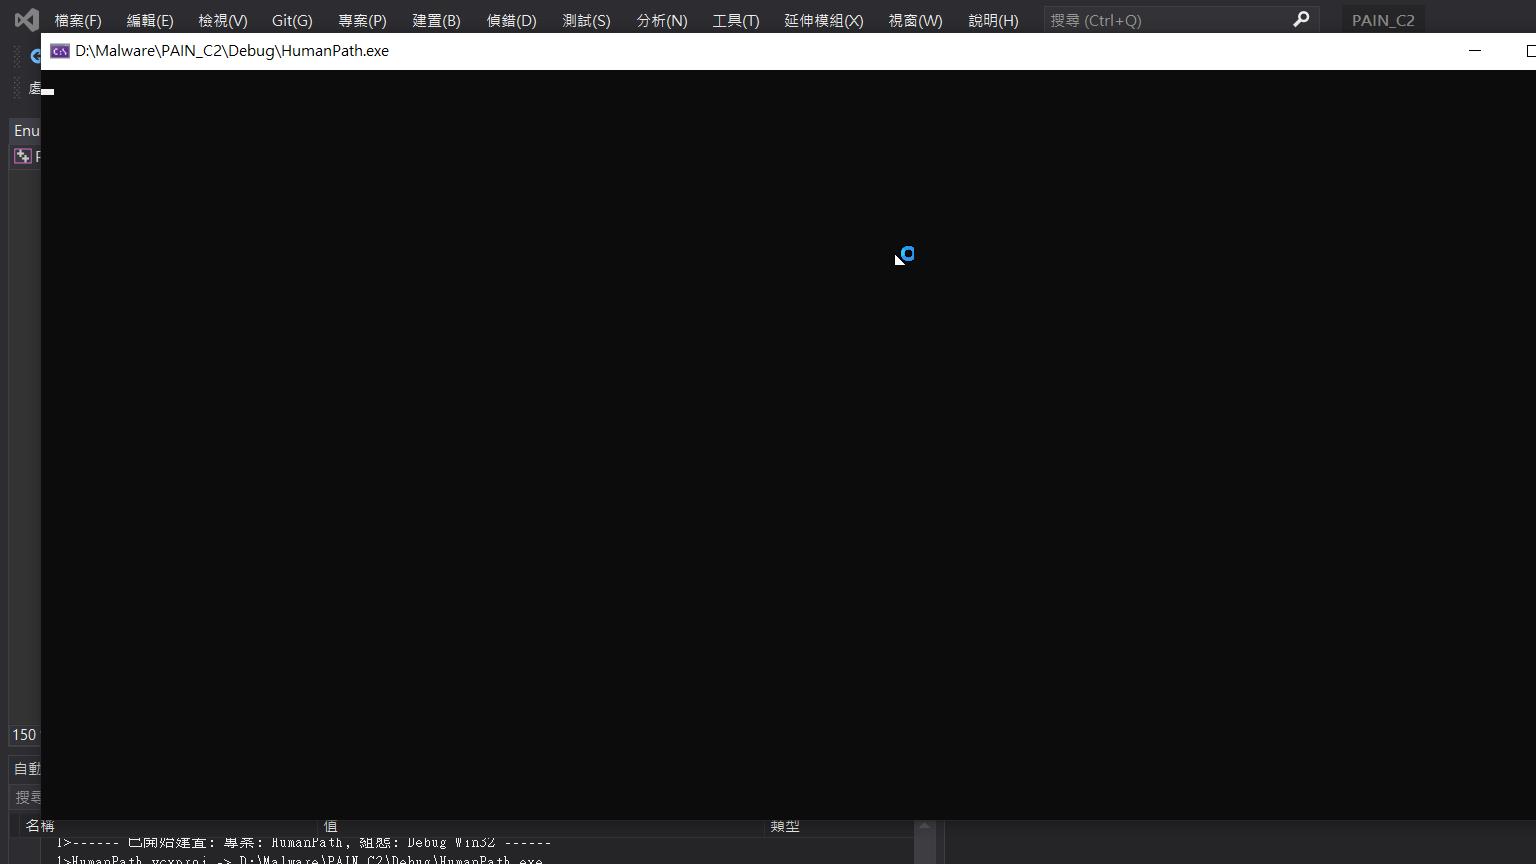 檔案(F) 編輯(E) 檢視(V) Git(G) 專案(P) 建置(B) 偵錯(D) 測試(S) 分析(N) 工具(T) 延伸模組(X) 視窗(W) 說明(H) 搜尋 (Ctrl+Q) PAIN_C2
D:\Malware\PAIN_C2\Debug\HumanPath.exe
處
Enu
150
自動
搜尋
名稱 值 類型
1>------ 已開始建置: 專案: HumanPath, 組態: Debug Win32 ------
1>HumanPath.vcxproj -> D:\Malware\PAIN_C2\Debug\HumanPath.exe